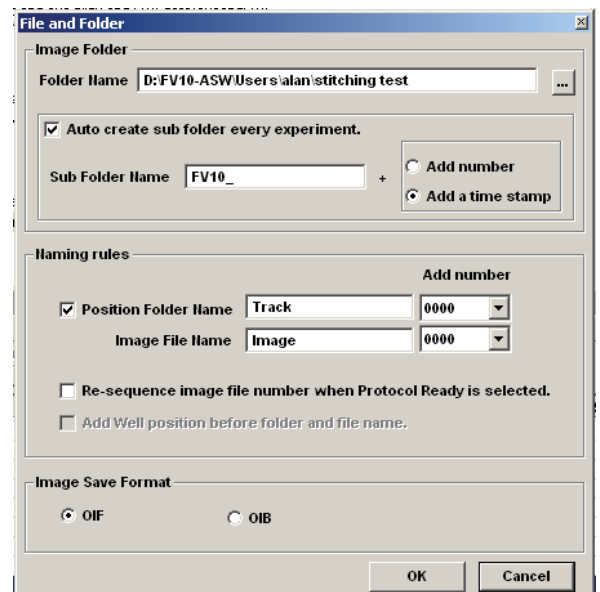 File and Folder
Image Folder
Folder Name D:\FV10-ASW\Users\alan\stitching test ...
Auto create sub folder every experiment.
Add number
Sub Folder Name FV10_ +
Add a time stamp
Naming rules
Add number
Position Folder Name Track 0000
Image File Name Image 0000
Re-sequence image file number when Protocol Ready is selected.
Add Well position before folder and file name.
Image Save Format
OIF OIB
OK Cancel